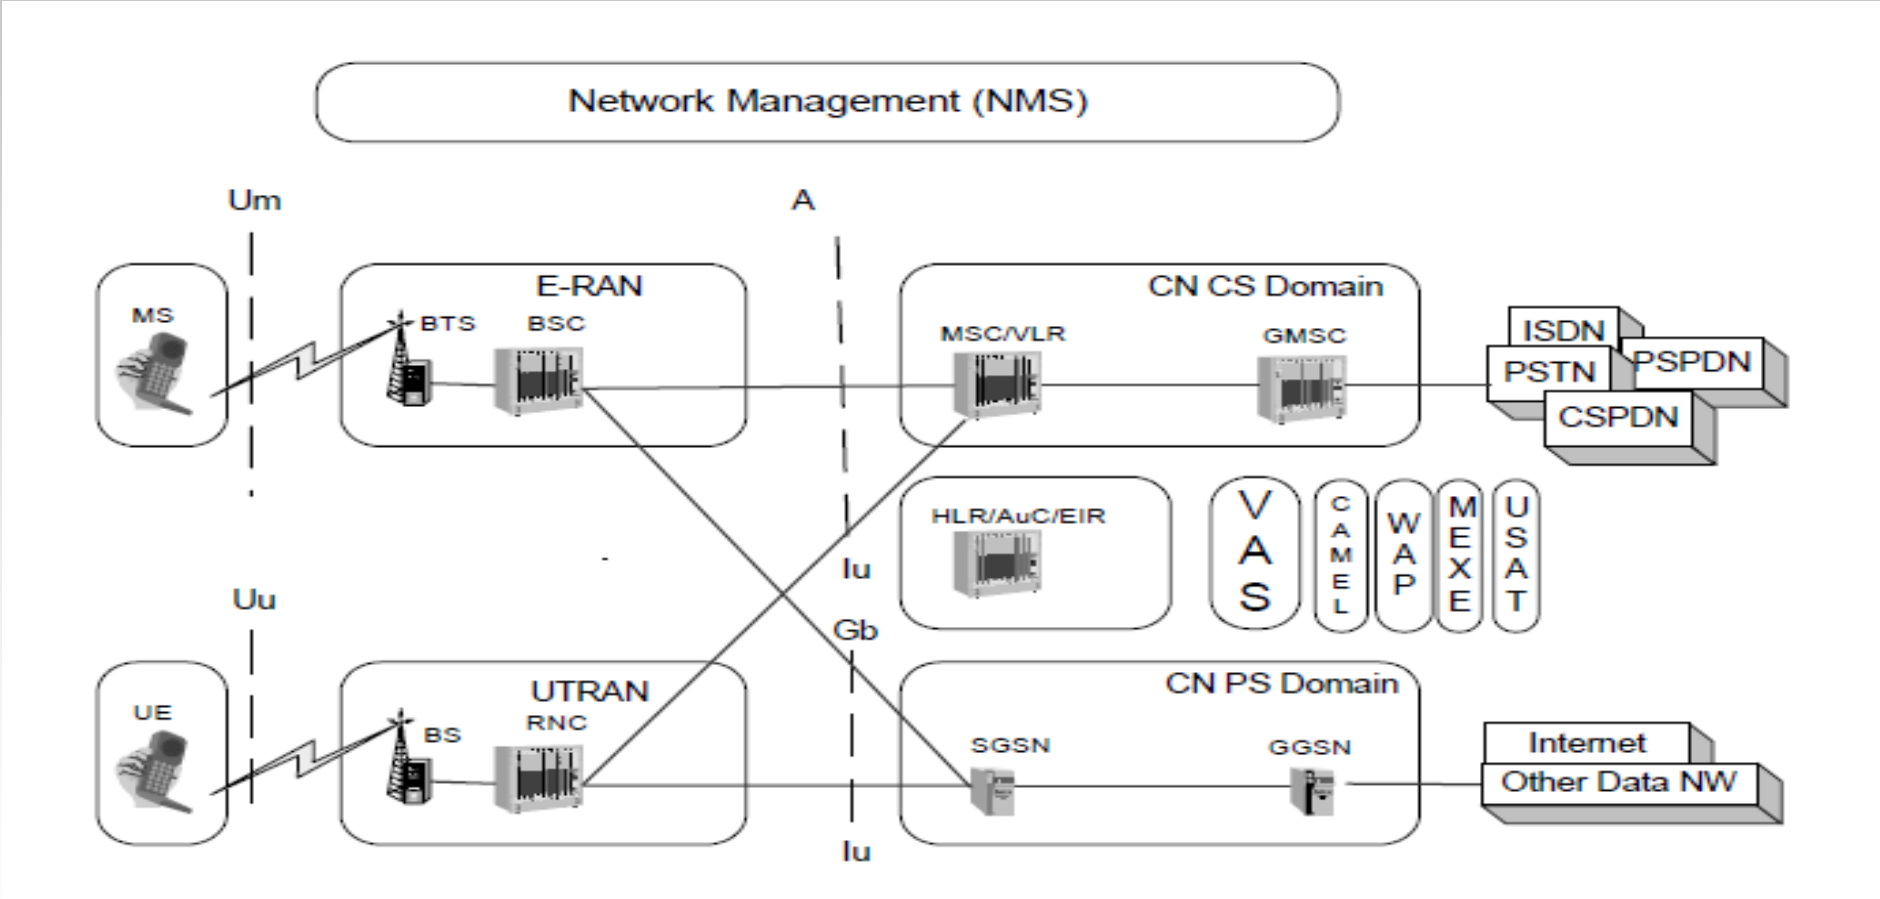 Network Management (NMS)
Um
A
E-RAN
CN CS Domain
MS
BTS
BSC
MSC/VLR
GMSC
ISDN
PSTN
PSPDN
CSPDN
HLR/AuC/EIR
VAS
CAMEL
WAP
MEXE
USAT
Iu
Uu
Gb
UTRAN
CN PS Domain
UE
BS
RNC
SGSN
GGSN
Internet
Other Data NW
Iu